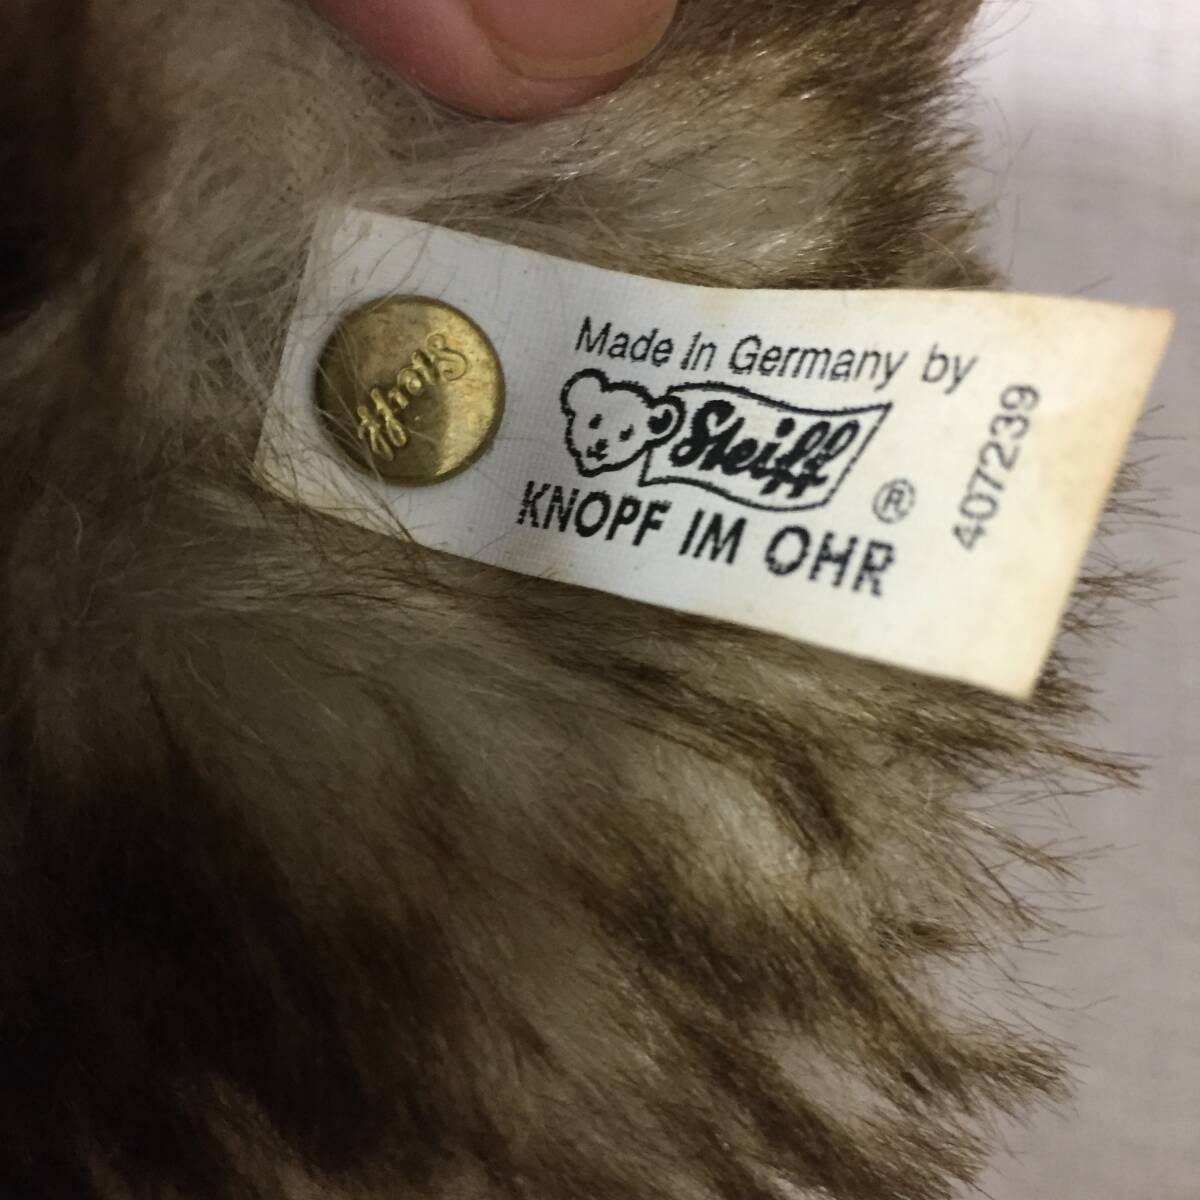 Steiff
Made In Germany by
Steiff
®
KNOPF IM OHR
407239